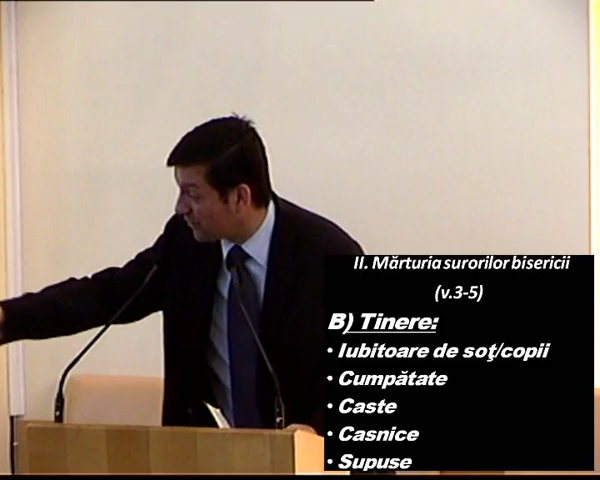 II. Mărturia surorilor bisericii
(v.3-5)
B) Tinere:
• Iubitoare de soţ/copii
• Cumpătate
• Caste
• Casnice
• Supuse